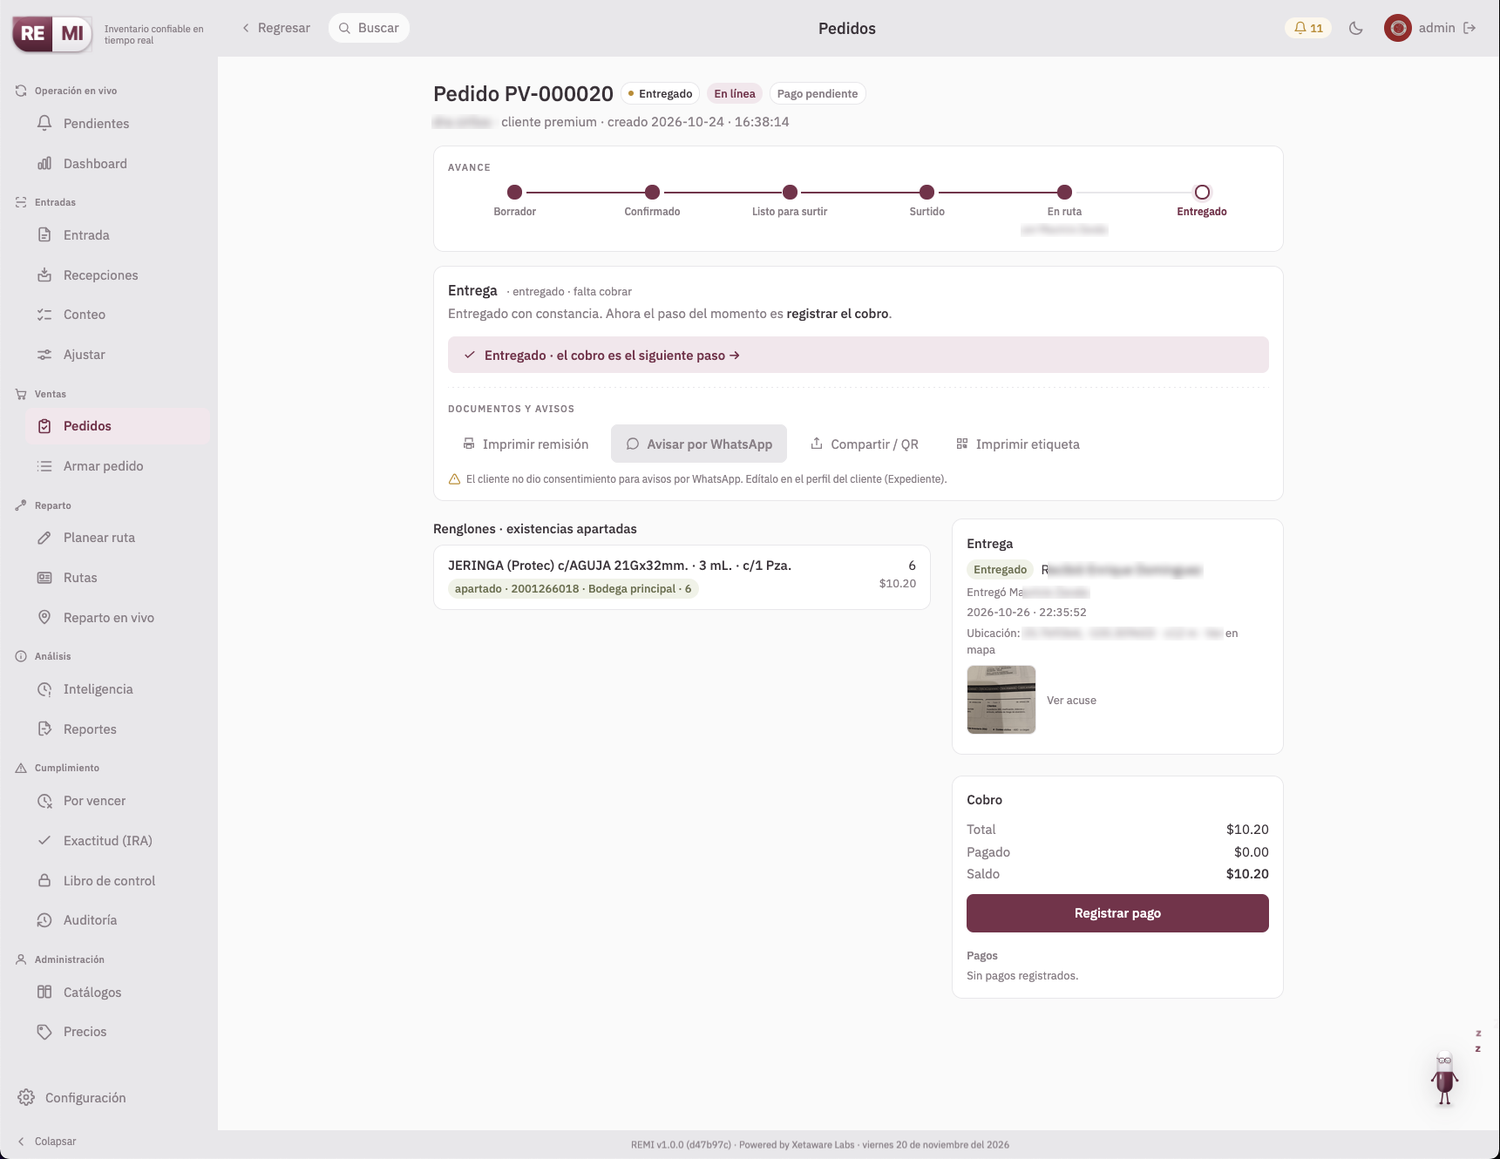 RE MI
Inventario confiable en
tiempo real
Regresar
Buscar
Pedidos
11
admin
Operación en vivo
Pendientes
Dashboard
Entradas
Entrada
Recepciones
Conteo
Ajustar
Ventas
Pedidos
Armar pedido
Reparto
Planear ruta
Rutas
Reparto en vivo
Análisis
Inteligencia
Reportes
Cumplimiento
Por vencer
Exactitud (IRA)
Libro de control
Auditoría
Administración
Catálogos
Precios
Configuración
Colapsar
Pedido PV-000020 Entregado En línea Pago pendiente
cliente premium · creado 2026-10-24 · 16:38:14
AVANCE
Borrador Confirmado Listo para surtir Surtido En ruta Entregado
Entrega · entregado · falta cobrar
Entregado con constancia. Ahora el paso del momento es registrar el cobro.
Entregado · el cobro es el siguiente paso →
DOCUMENTOS Y AVISOS
Imprimir remisión Avisar por WhatsApp Compartir / QR Imprimir etiqueta
El cliente no dio consentimiento para avisos por WhatsApp. Edítalo en el perfil del cliente (Expediente).
Renglones · existencias apartadas
JERINGA (Protec) c/AGUJA 21Gx32mm. · 3 mL. · c/1 Pza. 6
apartado · 2001266018 · Bodega principal · 6 $10.20
Entrega
Entregado
Entregó
2026-10-26 · 22:35:52
Ubicación: en
mapa
Ver acuse
Cobro
Total $10.20
Pagado $0.00
Saldo $10.20
Registrar pago
Pagos
Sin pagos registrados.
z
z
REMI v1.0.0 (d47b97c) · Powered by Xetaware Labs · viernes 20 de noviembre del 2026